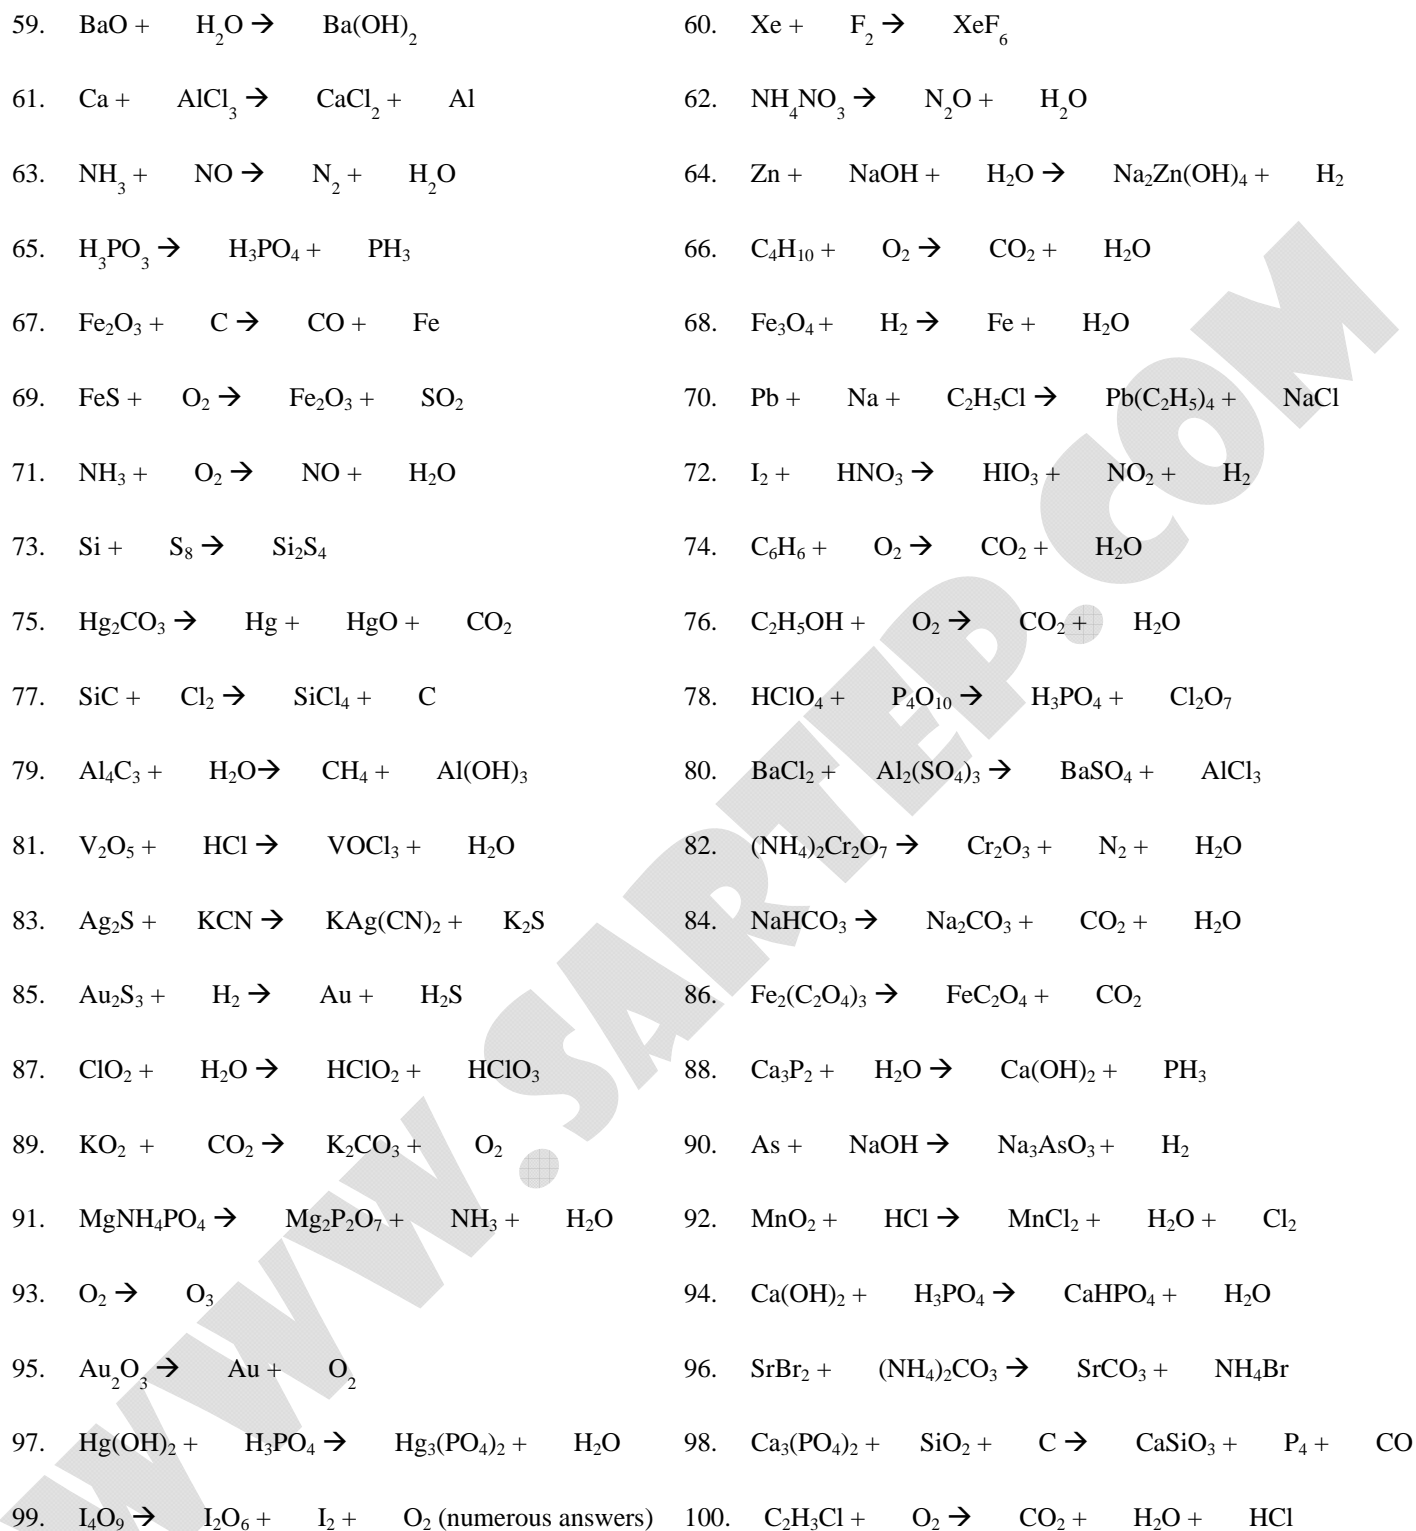 59. BaO + H₂O → Ba(OH)₂ 60. Xe + F₂ → XeF₆
61. Ca + AlCl₃ → CaCl₂ + Al 62. NH₄NO₃ → N₂O + H₂O
63. NH₃ + NO → N₂ + H₂O 64. Zn + NaOH + H₂O → Na₂Zn(OH)₄ + H₂
65. H₃PO₃ → H₃PO₄ + PH₃ 66. C₄H₁₀ + O₂ → CO₂ + H₂O
67. Fe₂O₃ + C → CO + Fe 68. Fe₃O₄ + H₂ → Fe + H₂O
69. FeS + O₂ → Fe₂O₃ + SO₂ 70. Pb + Na + C₂H₅Cl → Pb(C₂H₅)₄ + NaCl
71. NH₃ + O₂ → NO + H₂O 72. I₂ + HNO₃ → HIO₃ + NO₂ + H₂
73. Si + S₈ → Si₂S₄ 74. C₆H₆ + O₂ → CO₂ + H₂O
75. Hg₂CO₃ → Hg + HgO + CO₂ 76. C₂H₅OH + O₂ → CO₂ + H₂O
77. SiC + Cl₂ → SiCl₄ + C 78. HClO₄ + P₄O₁₀ → H₃PO₄ + Cl₂O₇
79. Al₄C₃ + H₂O → CH₄ + Al(OH)₃ 80. BaCl₂ + Al₂(SO₄)₃ → BaSO₄ + AlCl₃
81. V₂O₅ + HCl → VOCl₃ + H₂O 82. (NH₄)₂Cr₂O₇ → Cr₂O₃ + N₂ + H₂O
83. Ag₂S + KCN → KAg(CN)₂ + K₂S 84. NaHCO₃ → Na₂CO₃ + CO₂ + H₂O
85. Au₂S₃ + H₂ → Au + H₂S 86. Fe₂(C₂O₄)₃ → FeC₂O₄ + CO₂
87. ClO₂ + H₂O → HClO₂ + HClO₃ 88. Ca₃P₂ + H₂O → Ca(OH)₂ + PH₃
89. KO₂ + CO₂ → K₂CO₃ + O₂ 90. As + NaOH → Na₃AsO₃ + H₂
91. MgNH₄PO₄ → Mg₂P₂O₇ + NH₃ + H₂O 92. MnO₂ + HCl → MnCl₂ + H₂O + Cl₂
93. O₂ → O₃ 94. Ca(OH)₂ + H₃PO₄ → CaHPO₄ + H₂O
95. Au₂O₃ → Au + O₂ 96. SrBr₂ + (NH₄)₂CO₃ → SrCO₃ + NH₄Br
97. Hg(OH)₂ + H₃PO₄ → Hg₃(PO₄)₂ + H₂O 98. Ca₃(PO₄)₂ + SiO₂ + C → CaSiO₃ + P₄ + CO
99. I₄O₉ → I₂O₆ + I₂ + O₂ (numerous answers) 100. C₂H₃Cl + O₂ → CO₂ + H₂O + HCl
WWW.SARTEP.COM